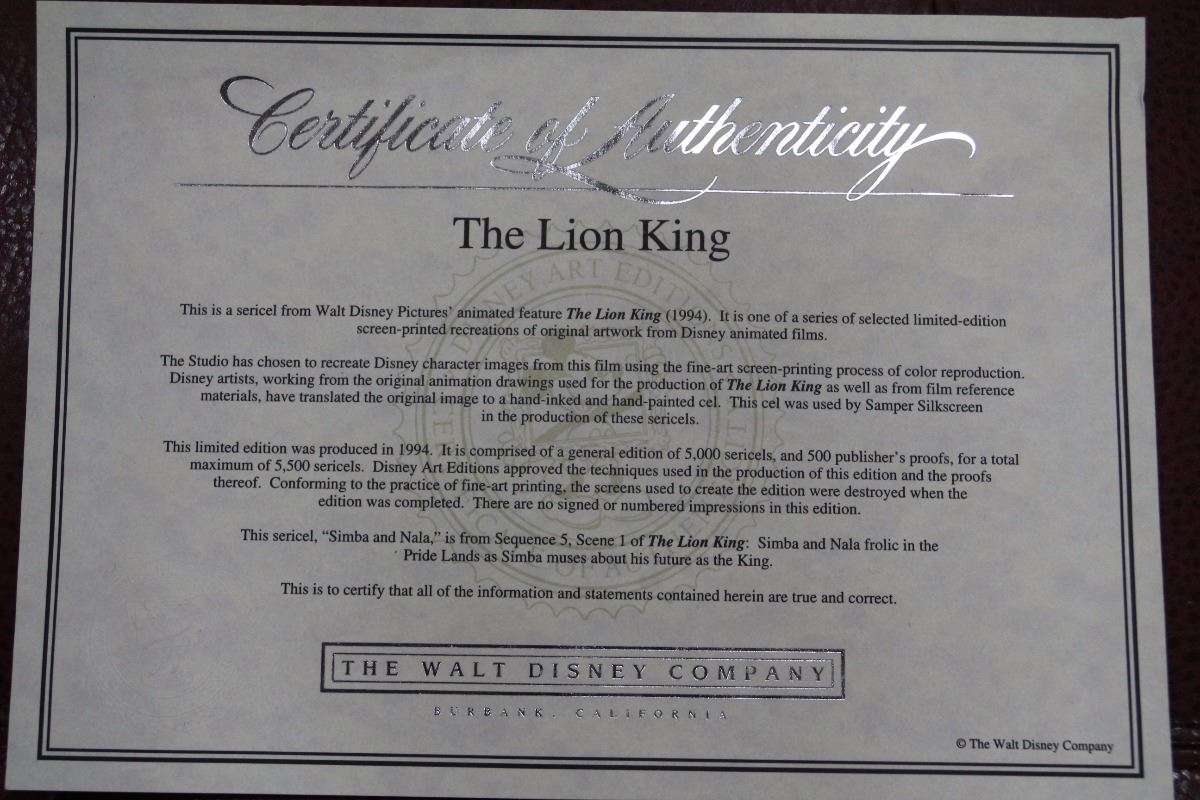 Certificate of Authenticity
The Lion King
This is a sericel from Walt Disney Pictures' animated feature The Lion King (1994). It is one of a series of selected limited-edition
screen-printed recreations of original artwork from Disney animated films.
The Studio has chosen to recreate Disney character images from this film using the fine-art screen-printing process of color reproduction.
Disney artists, working from the original animation drawings used for the production of The Lion King as well as from film reference
materials, have translated the original image to a hand-inked and hand-painted cel. This cel was used by Samper Silkscreen
in the production of these sericels.
This limited edition was produced in 1994. It is comprised of a general edition of 5,000 sericels, and 500 publisher's proofs, for a total
maximum of 5,500 sericels. Disney Art Editions approved the techniques used in the production of this edition and the proofs
thereof. Conforming to the practice of fine-art printing, the screens used to create the edition were destroyed when the
edition was completed. There are no signed or numbered impressions in this edition.
This sericel, "Simba and Nala," is from Sequence 5, Scene 1 of The Lion King: Simba and Nala frolic in the
Pride Lands as Simba muses about his future as the King.
This is to certify that all of the information and statements contained herein are true and correct.
THE WALT DISNEY COMPANY
BURBANK, CALIFORNIA
© The Walt Disney Company
DISNEY ART EDITIONS